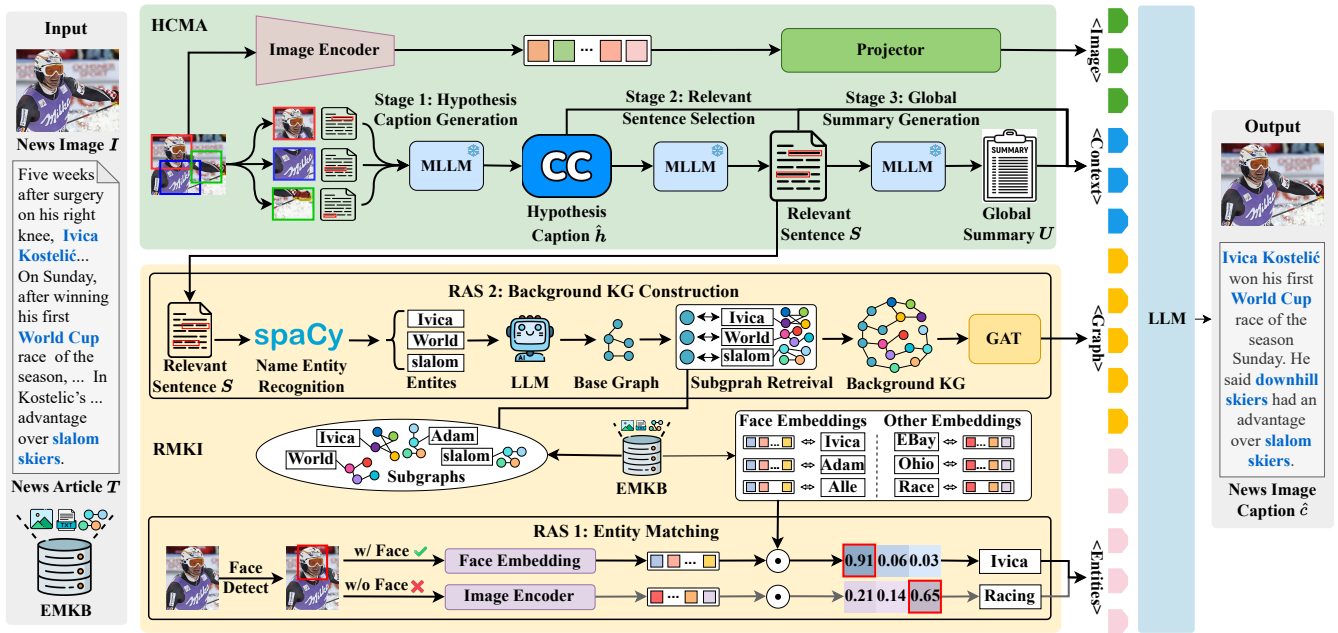 Input
News Image I
Five weeks
after surgery
on his right
knee, Ivica
Kostelić...
On Sunday,
after winning
his first
World Cup
race of the
season, ... In
Kostelic's ...
advantage
over slalom
skiers.
News Article T
TXT
EMKB
HCMA
Image Encoder
...
Projector
Stage 1: Hypothesis
Caption Generation
MLLM
CC
Hypothesis
Caption ĥ
Stage 2: Relevant
Sentence Selection
MLLM
Relevant
Sentence S
Stage 3: Global
Summary Generation
MLLM
SUMMARY
Global
Summary U
RAS 2: Background KG Construction
Relevant
Sentence S
spaCy
Name Entity
Recognition
Ivica
World
slalom
Entites
AI
LLM
Base Graph
Ivica
World
slalom
Subgprah Retreival
Background KG
GAT
RMKI
Ivica
World
Adam
slalom
Subgraphs
TXT
EMKB
Face Embeddings
... Ivica
... Adam
... Alle
Other Embeddings
EBay ...
Ohio ...
Race ...
RAS 1: Entity Matching
Face
Detect
w/ Face
Face Embedding
...
0.91 0.06 0.03
Ivica
w/o Face
Image Encoder
...
0.21 0.14 0.65
Racing
<Image>
<Context>
<Graph>
<Entities>
LLM
Output
Ivica Kostelić
won his first
World Cup
race of the
season
Sunday. He
said downhill
skiers had an
advantage
over slalom
skiers.
News Image
Caption ĉ